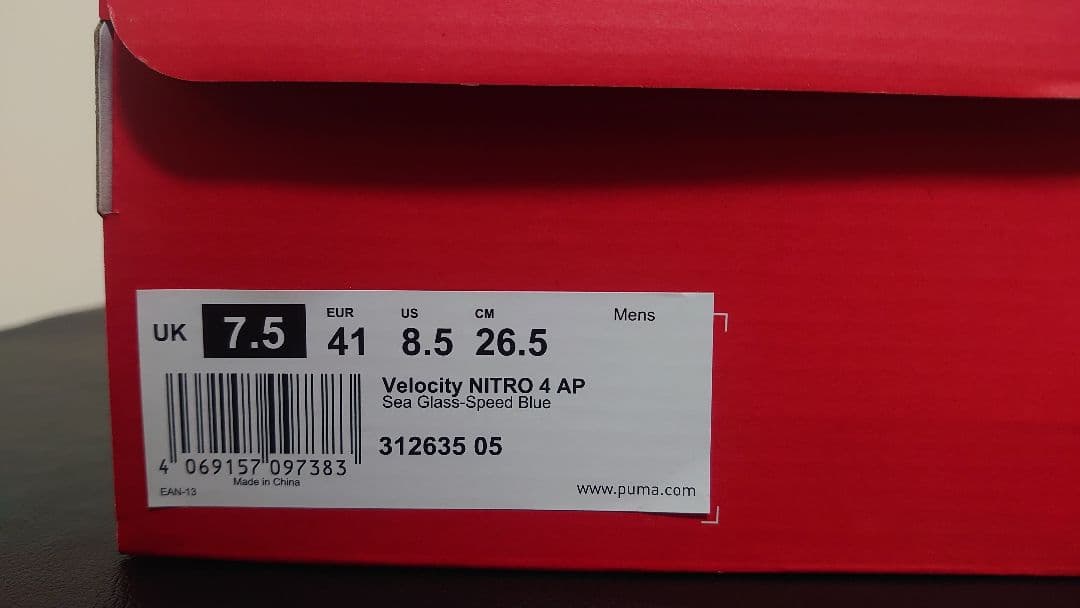 UK 7.5 EUR 41 US 8.5 CM 26.5 Mens
Velocity NITRO 4 AP
Sea Glass-Speed Blue
312635 05
4 069157 097383
Made in China
EAN-13
www.puma.com